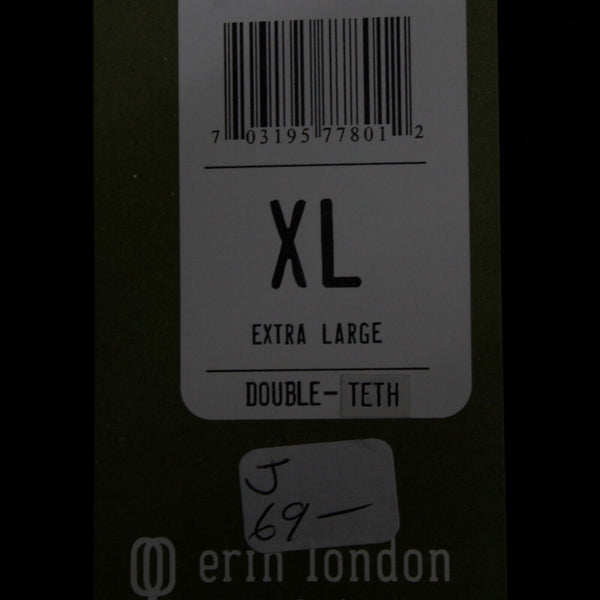 7 03195 77801 2
XL
EXTRA LARGE
DOUBLE-TETH
J
69—
erin london